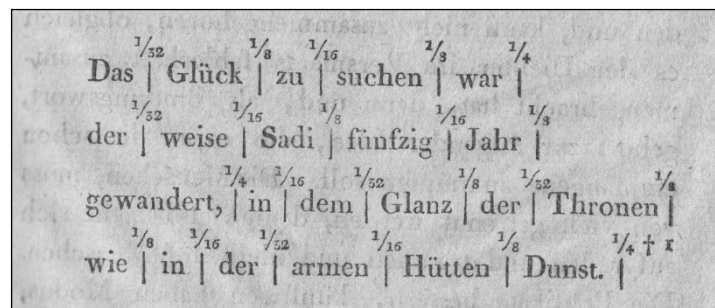 1/32 1/8 1/16 1/8 1/4
Das | Glück | zu | suchen | war |
1/32 1/16 1/8 1/16 1/8
der | weise | Sadi | fünfzig | Jahr |
1/4 1/16 1/32 1/8 1/32 1/8
gewandert, | in | dem | Glanz | der | Thronen |
1/8 1/16 1/32 1/16 1/8 1/4 †
wie | in | der | armen | Hütten | Dunst. |